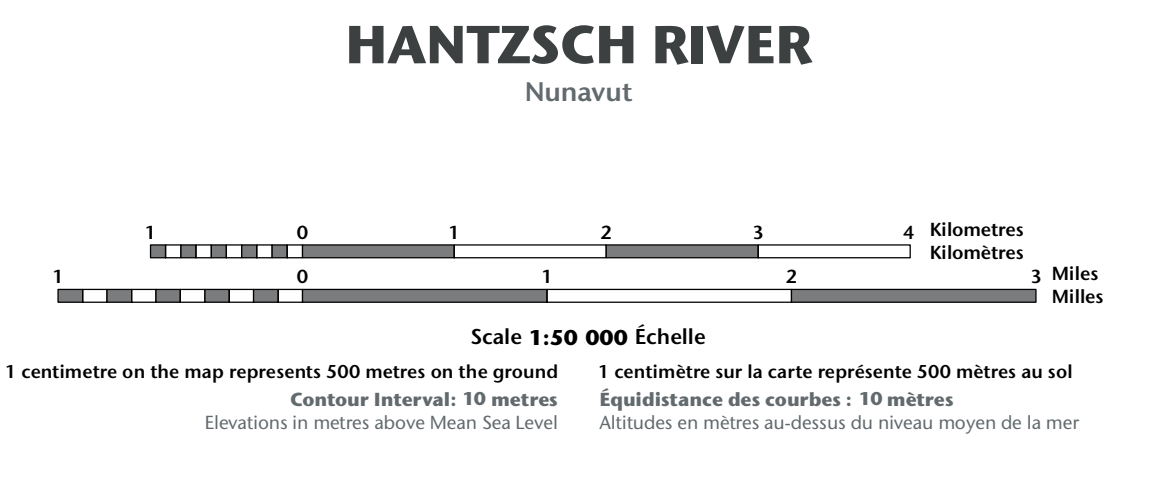 HANTZSCH RIVER
Nunavut
1 0 1 2 3 4 Kilometres
Kilomètres
1 0 1 2 3 Miles
Milles
Scale 1:50 000 Échelle
1 centimetre on the map represents 500 metres on the ground
Contour Interval: 10 metres
Elevations in metres above Mean Sea Level
1 centimètre sur la carte représente 500 mètres au sol
Équidistance des courbes : 10 mètres
Altitudes en mètres au-dessus du niveau moyen de la mer